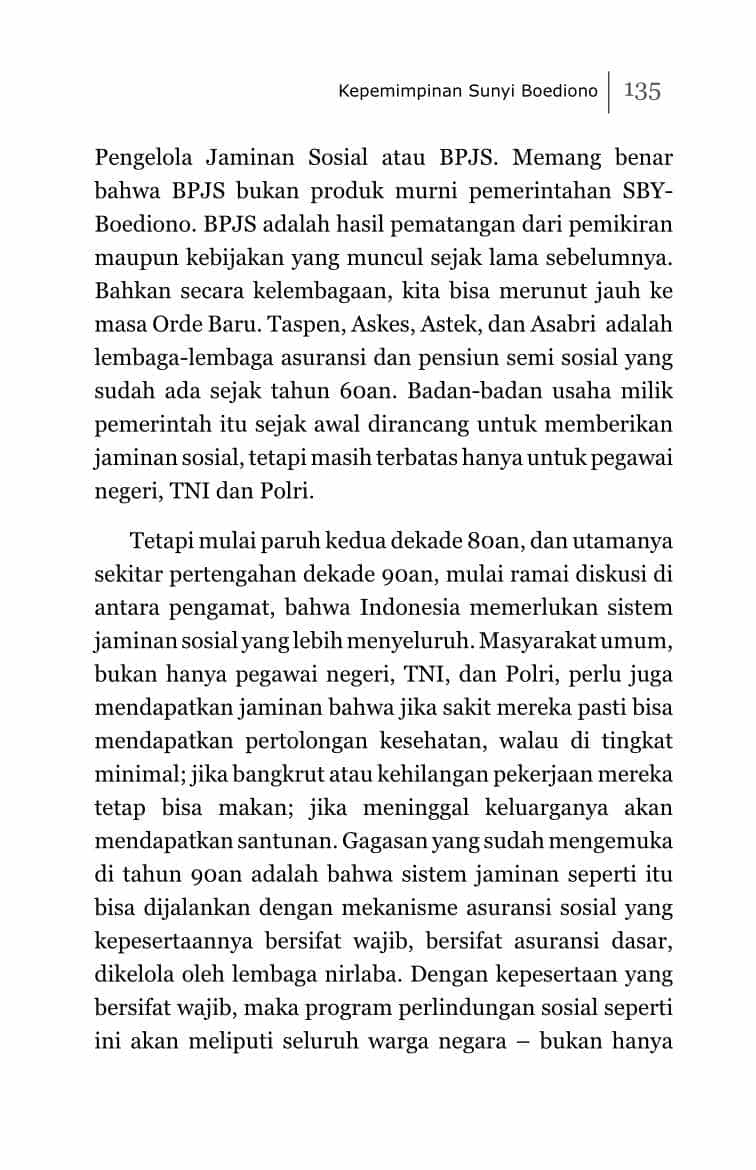 Kepemimpinan Sunyi Boediono 135
Pengelola Jaminan Sosial atau BPJS. Memang benar
bahwa BPJS bukan produk murni pemerintahan SBY-
Boediono. BPJS adalah hasil pematangan dari pemikiran
maupun kebijakan yang muncul sejak lama sebelumnya.
Bahkan secara kelembagaan, kita bisa merunut jauh ke
masa Orde Baru. Taspen, Askes, Astek, dan Asabri adalah
lembaga-lembaga asuransi dan pensiun semi sosial yang
sudah ada sejak tahun 60an. Badan-badan usaha milik
pemerintah itu sejak awal dirancang untuk memberikan
jaminan sosial, tetapi masih terbatas hanya untuk pegawai
negeri, TNI dan Polri.
Tetapi mulai paruh kedua dekade 80an, dan utamanya
sekitar pertengahan dekade 90an, mulai ramai diskusi di
antara pengamat, bahwa Indonesia memerlukan sistem
jaminan sosial yang lebih menyeluruh. Masyarakat umum,
bukan hanya pegawai negeri, TNI, dan Polri, perlu juga
mendapatkan jaminan bahwa jika sakit mereka pasti bisa
mendapatkan pertolongan kesehatan, walau di tingkat
minimal; jika bangkrut atau kehilangan pekerjaan mereka
tetap bisa makan; jika meninggal keluarganya akan
mendapatkan santunan. Gagasan yang sudah mengemuka
di tahun 90an adalah bahwa sistem jaminan seperti itu
bisa dijalankan dengan mekanisme asuransi sosial yang
kepesertaannya bersifat wajib, bersifat asuransi dasar,
dikelola oleh lembaga nirlaba. Dengan kepesertaan yang
bersifat wajib, maka program perlindungan sosial seperti
ini akan meliputi seluruh warga negara – bukan hanya